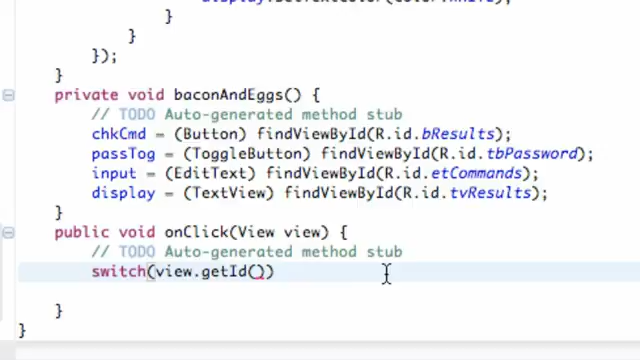 }
}
});
}
private void baconAndEggs() {
// TODO Auto-generated method stub
chkCmd = (Button) findViewById(R.id.bResults);
passTog = (ToggleButton) findViewById(R.id.tbPassword);
input = (EditText) findViewById(R.id.etCommands);
display = (TextView) findViewById(R.id.tvResults);
}
public void onClick(View view) {
// TODO Auto-generated method stub
switch(view.getId())
}
}